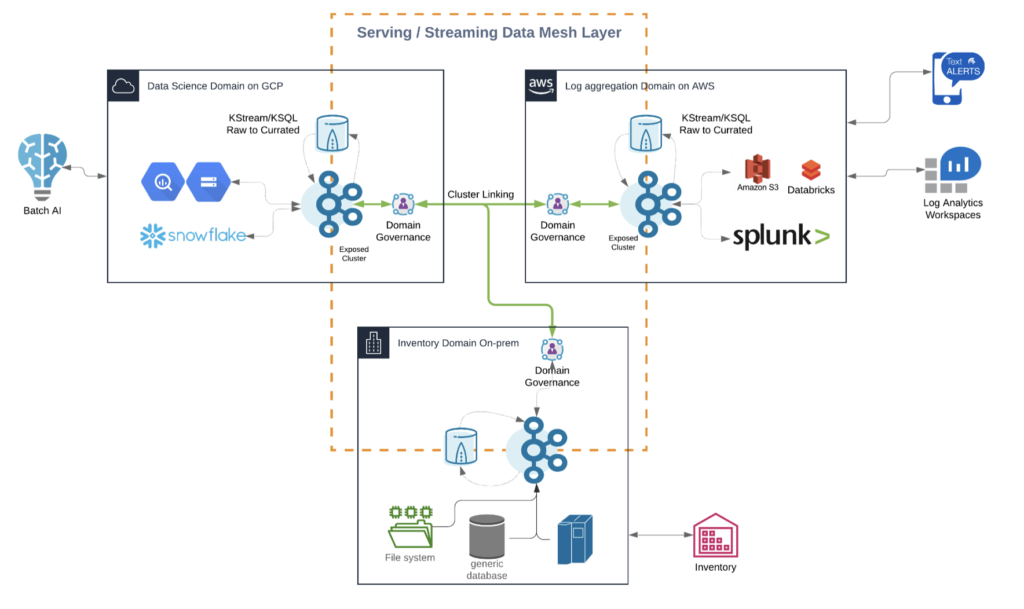 Serving / Streaming Data Mesh Layer
Data Science Domain on GCP
aws
Log aggregation Domain on AWS
Text
ALERTS
KStream/KSQL
Raw to Currated
KStream/KSQL
Raw to Currated
Batch AI
snowflake
Cluster Linking
Domain
Governance
Exposed
Cluster
Domain
Governance
Exposed
Cluster
Amazon S3
Databricks
splunk>
Log Analytics
Workspaces
Inventory Domain On-prem
Domain
Governance
File system
generic
database
Inventory